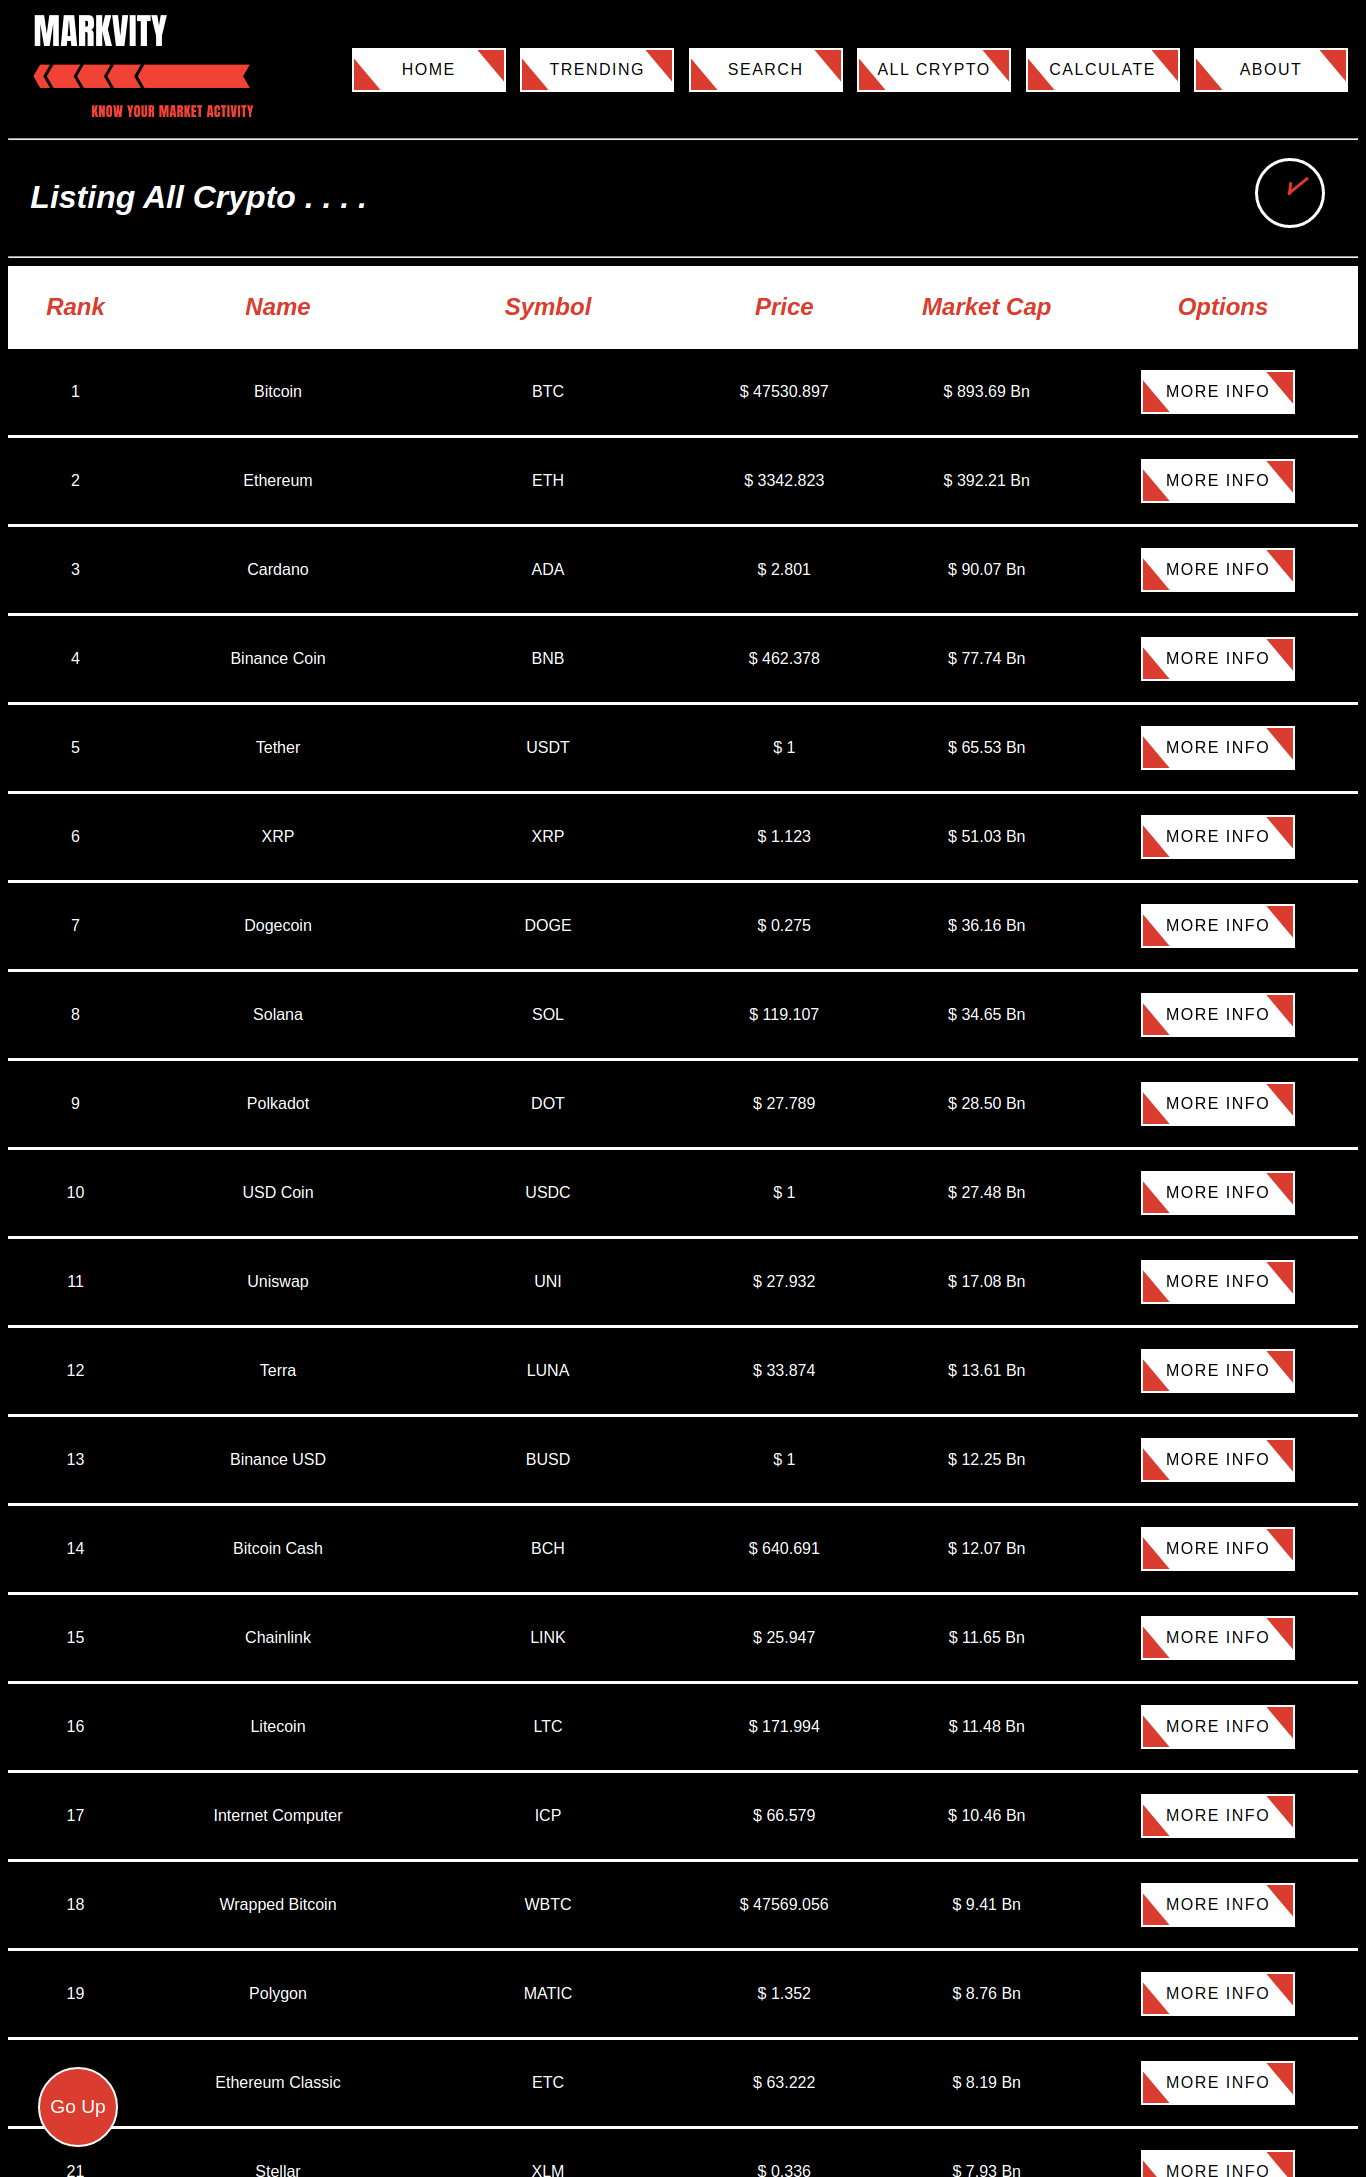 MARKVITY
KNOW YOUR MARKET ACTIVITY
HOME TRENDING SEARCH ALL CRYPTO CALCULATE ABOUT
Listing All Crypto . . . .
Rank Name Symbol Price Market Cap Options
1 Bitcoin BTC $ 47530.897 $ 893.69 Bn MORE INFO
2 Ethereum ETH $ 3342.823 $ 392.21 Bn MORE INFO
3 Cardano ADA $ 2.801 $ 90.07 Bn MORE INFO
4 Binance Coin BNB $ 462.378 $ 77.74 Bn MORE INFO
5 Tether USDT $ 1 $ 65.53 Bn MORE INFO
6 XRP XRP $ 1.123 $ 51.03 Bn MORE INFO
7 Dogecoin DOGE $ 0.275 $ 36.16 Bn MORE INFO
8 Solana SOL $ 119.107 $ 34.65 Bn MORE INFO
9 Polkadot DOT $ 27.789 $ 28.50 Bn MORE INFO
10 USD Coin USDC $ 1 $ 27.48 Bn MORE INFO
11 Uniswap UNI $ 27.932 $ 17.08 Bn MORE INFO
12 Terra LUNA $ 33.874 $ 13.61 Bn MORE INFO
13 Binance USD BUSD $ 1 $ 12.25 Bn MORE INFO
14 Bitcoin Cash BCH $ 640.691 $ 12.07 Bn MORE INFO
15 Chainlink LINK $ 25.947 $ 11.65 Bn MORE INFO
16 Litecoin LTC $ 171.994 $ 11.48 Bn MORE INFO
17 Internet Computer ICP $ 66.579 $ 10.46 Bn MORE INFO
18 Wrapped Bitcoin WBTC $ 47569.056 $ 9.41 Bn MORE INFO
19 Polygon MATIC $ 1.352 $ 8.76 Bn MORE INFO
Ethereum Classic ETC $ 63.222 $ 8.19 Bn MORE INFO
Go Up
21 Stellar XLM $ 0.336 $ 7.93 Bn MORE INFO